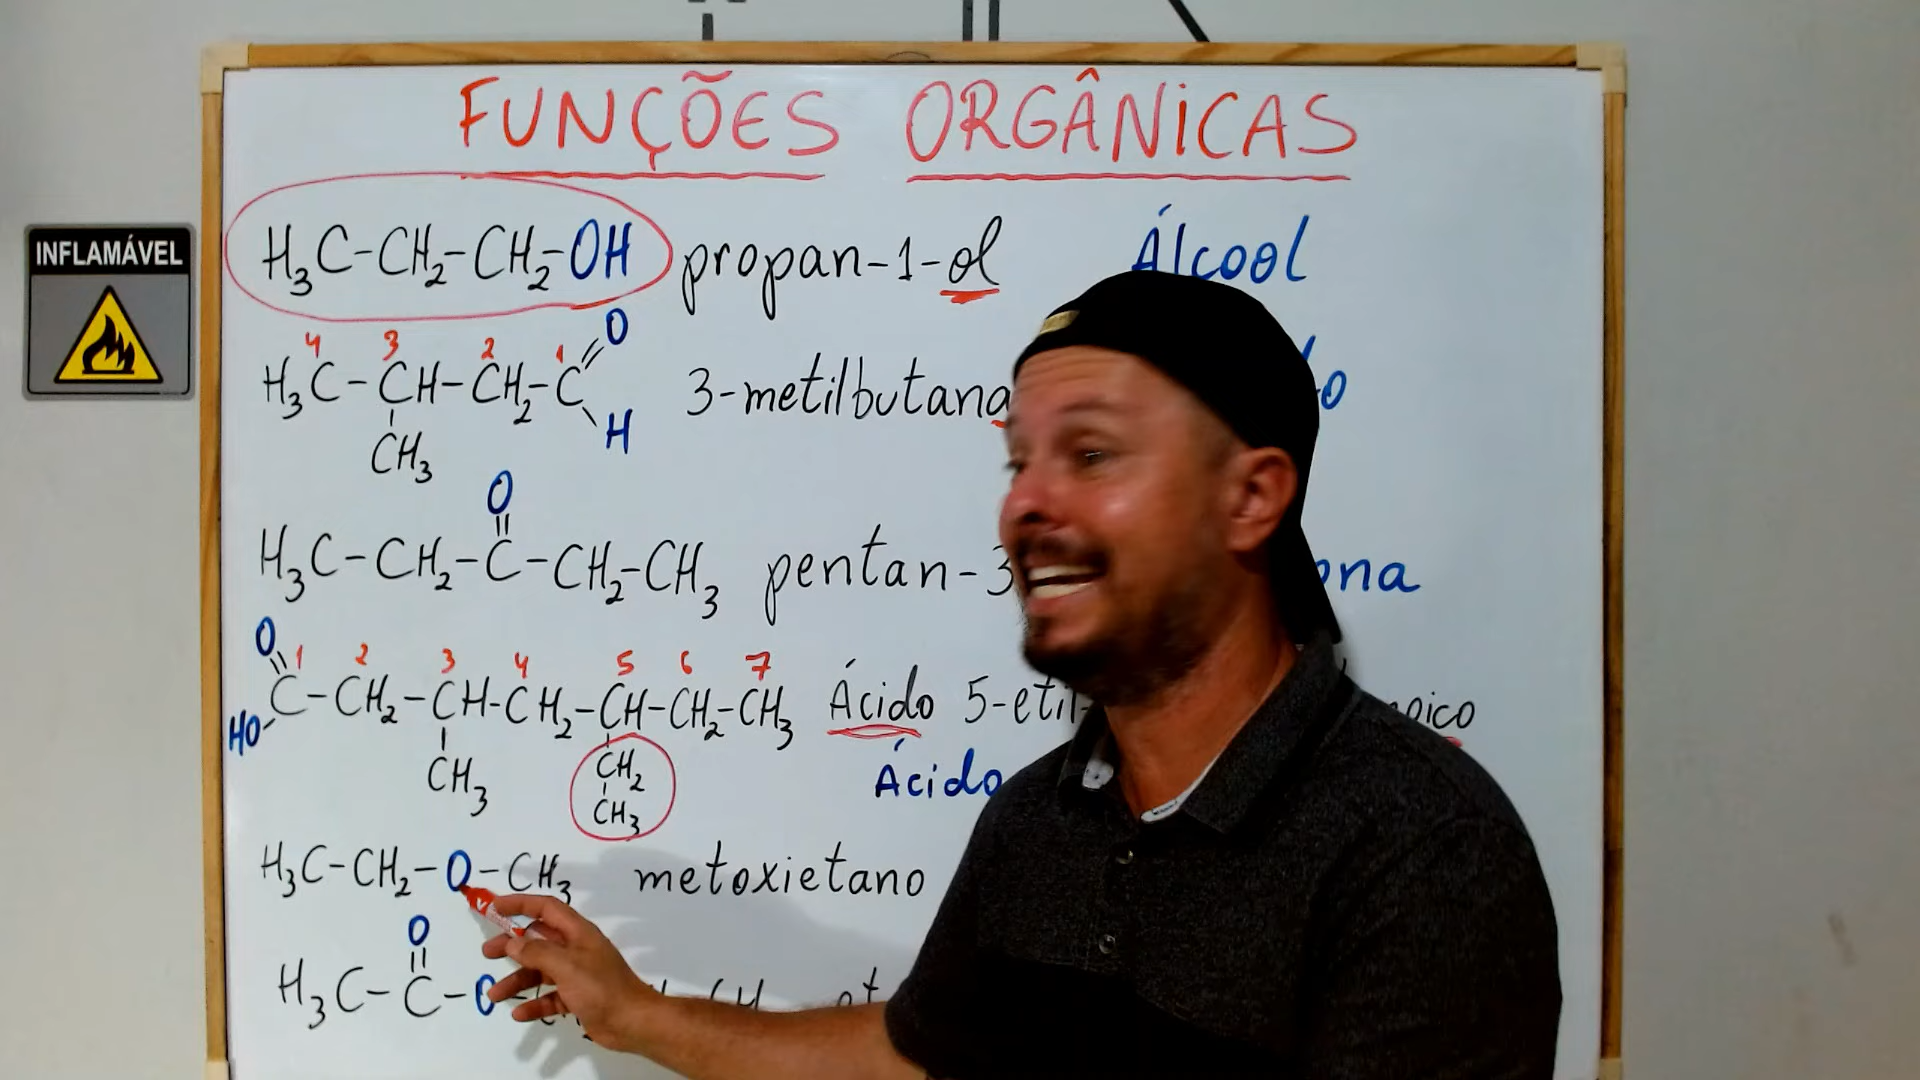 FUNÇÕES ORGÂNICAS
INFLAMÁVEL
H₃C-CH₂-CH₂-OH propan-1-ol Álcool
O
4 3 2 1
H₃C-CH-CH₂-C 3-metilbutana
H
CH₃
O
H₃C-CH₂-C-CH₂-CH₃ pentan-3 ona
O
1 2 3 4 5 6 7
C-CH₂-CH-CH₂-CH-CH₂-CH₃ Ácido 5-etil- oico
HO
CH₃ CH₂
CH₃
Ácido
H₃C-CH₂-O-CH₃ metoxietano
O
H₃C-C-O